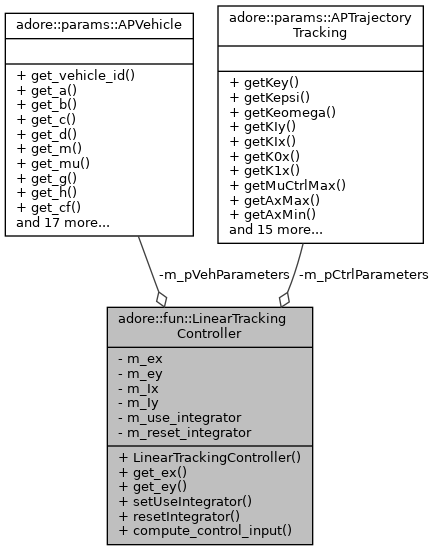 adore::params::APVehicle
+ get_vehicle_id()
+ get_a()
+ get_b()
+ get_c()
+ get_d()
+ get_m()
+ get_mu()
+ get_g()
+ get_h()
+ get_cf()
and 17 more...
adore::params::APTrajectory
Tracking
+ getKey()
+ getKepsi()
+ getKeomega()
+ getKIy()
+ getKIx()
+ getK0x()
+ getK1x()
+ getMuCtrlMax()
+ getAxMax()
+ getAxMin()
and 15 more...
-m_pVehParameters
-m_pCtrlParameters
adore::fun::LinearTracking
Controller
- m_ex
- m_ey
- m_Ix
- m_Iy
- m_use_integrator
- m_reset_integrator
+ LinearTrackingController()
+ get_ex()
+ get_ey()
+ setUseIntegrator()
+ resetIntegrator()
+ compute_control_input()